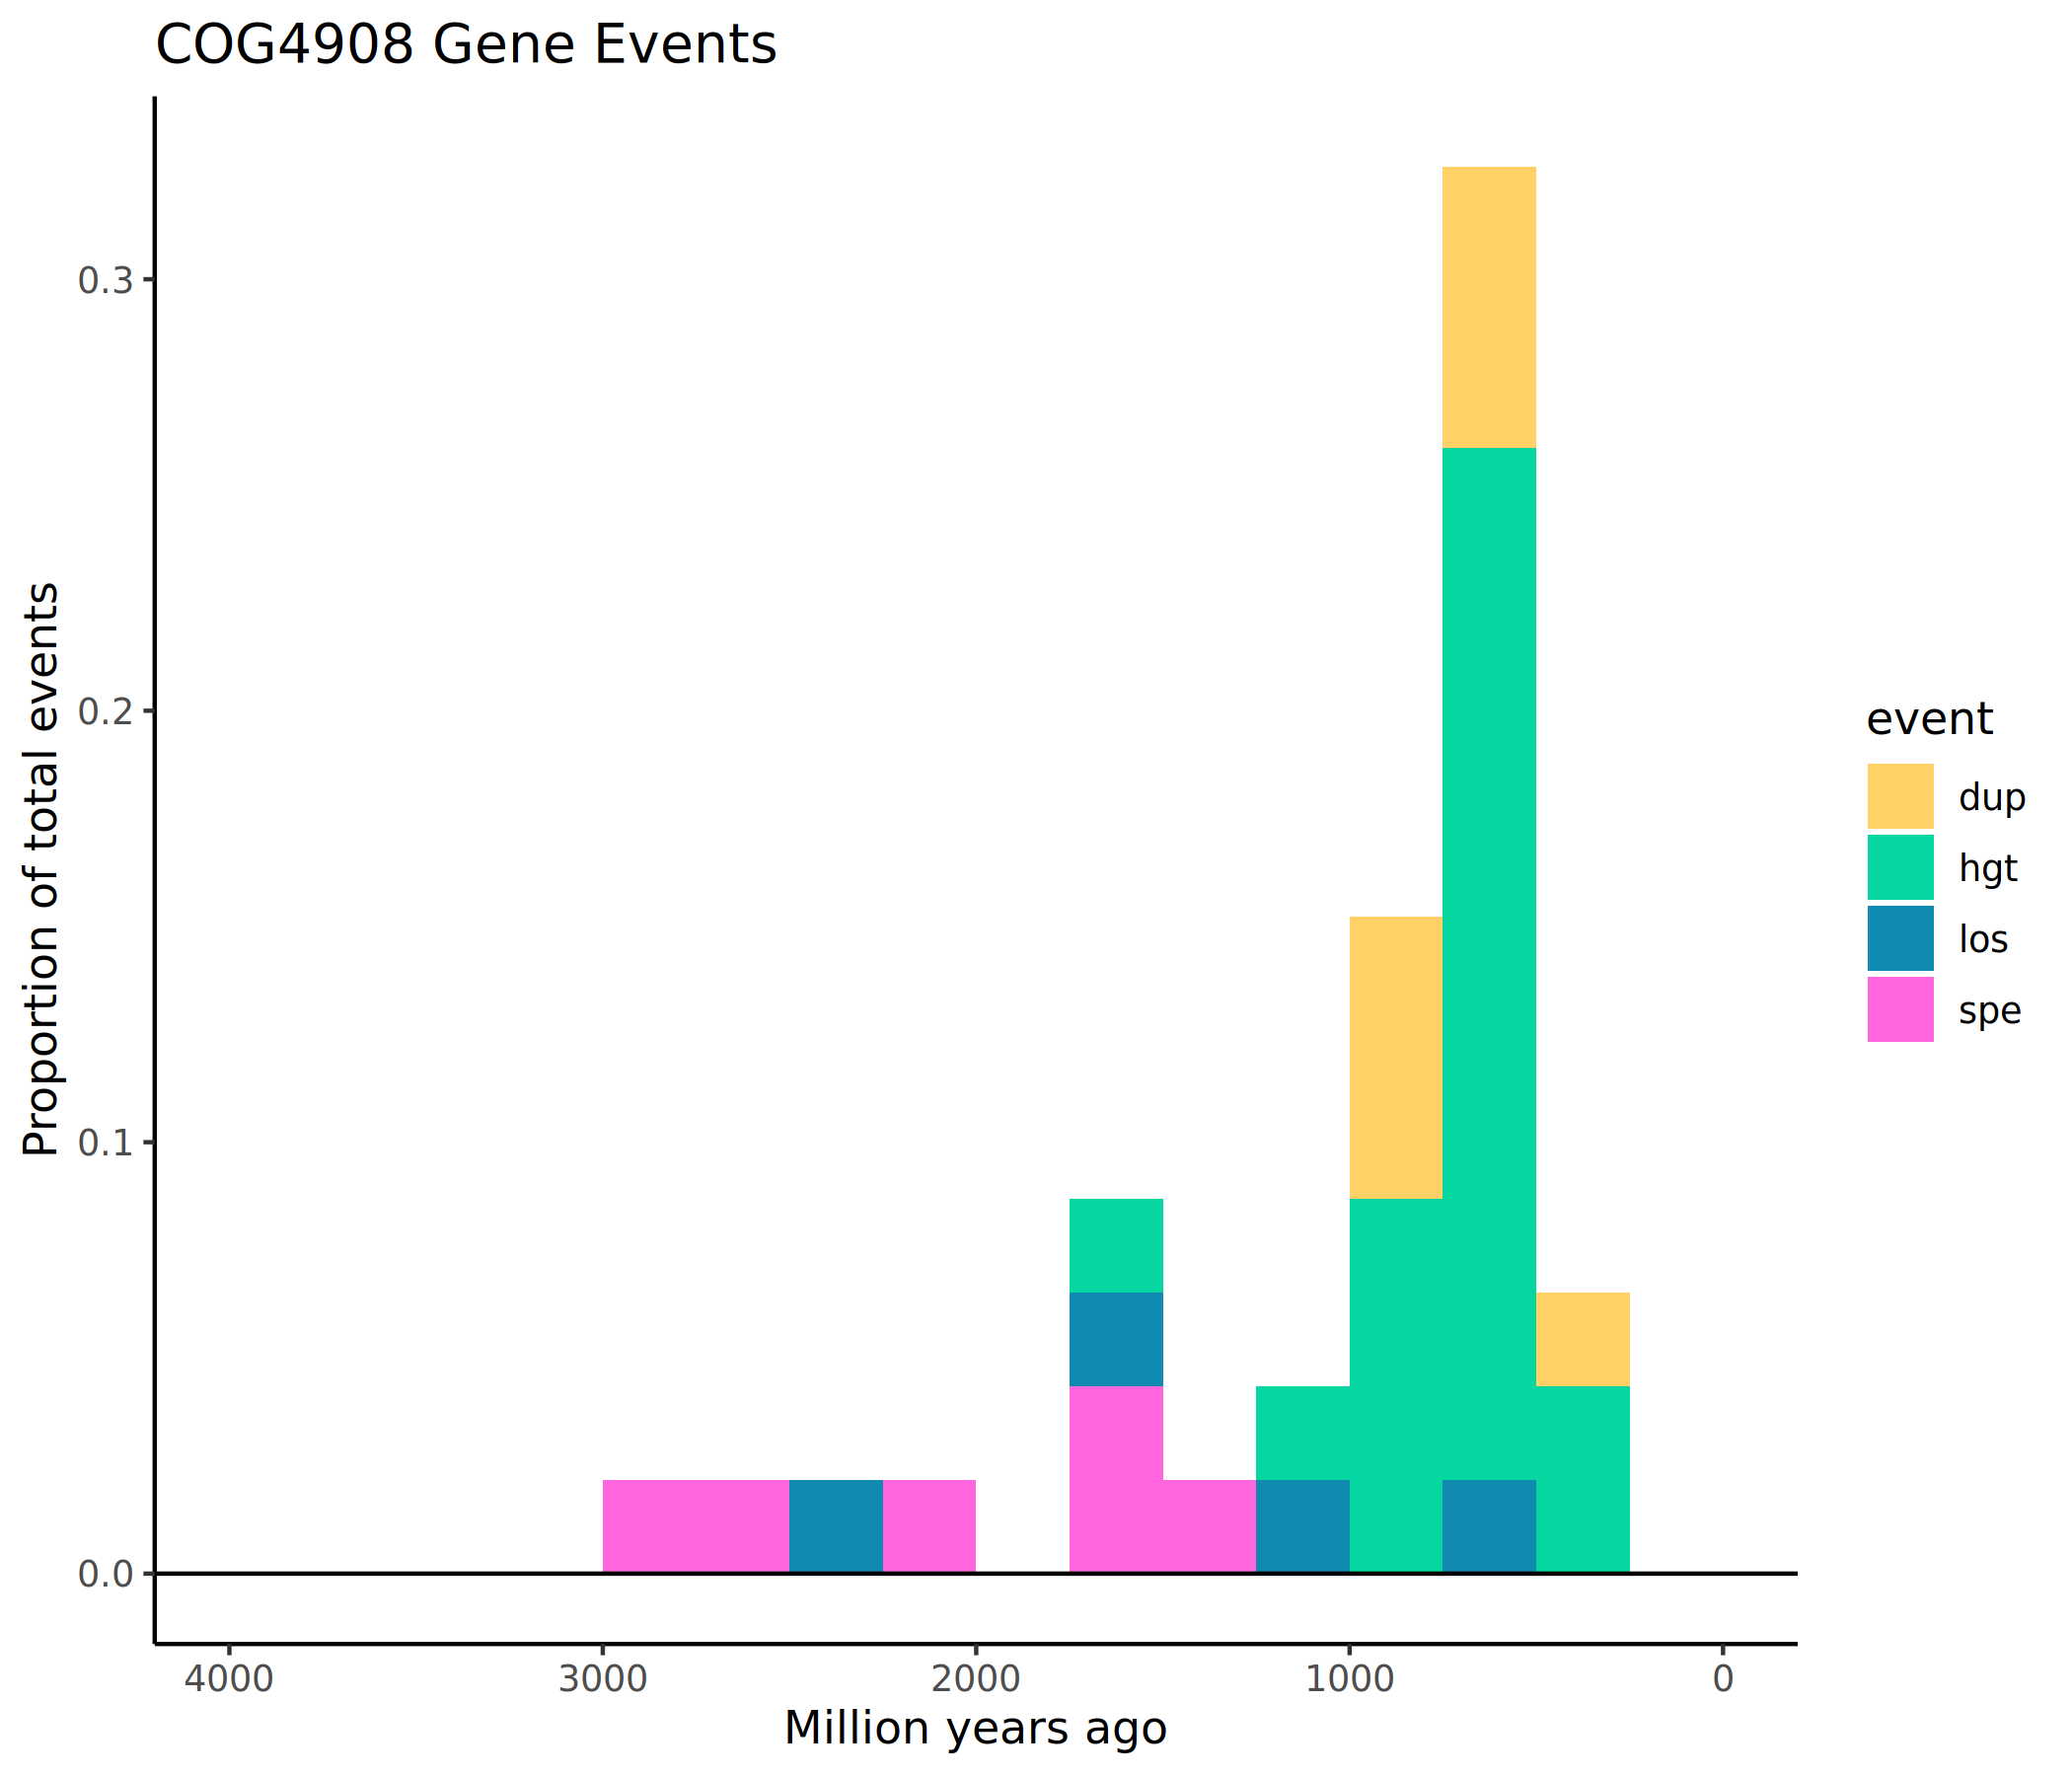 COG4908 Gene Events
Proportion of total events
0.3
0.2
0.1
0.0
4000 3000 2000 1000 0
Million years ago
event
dup
hgt
los
spe